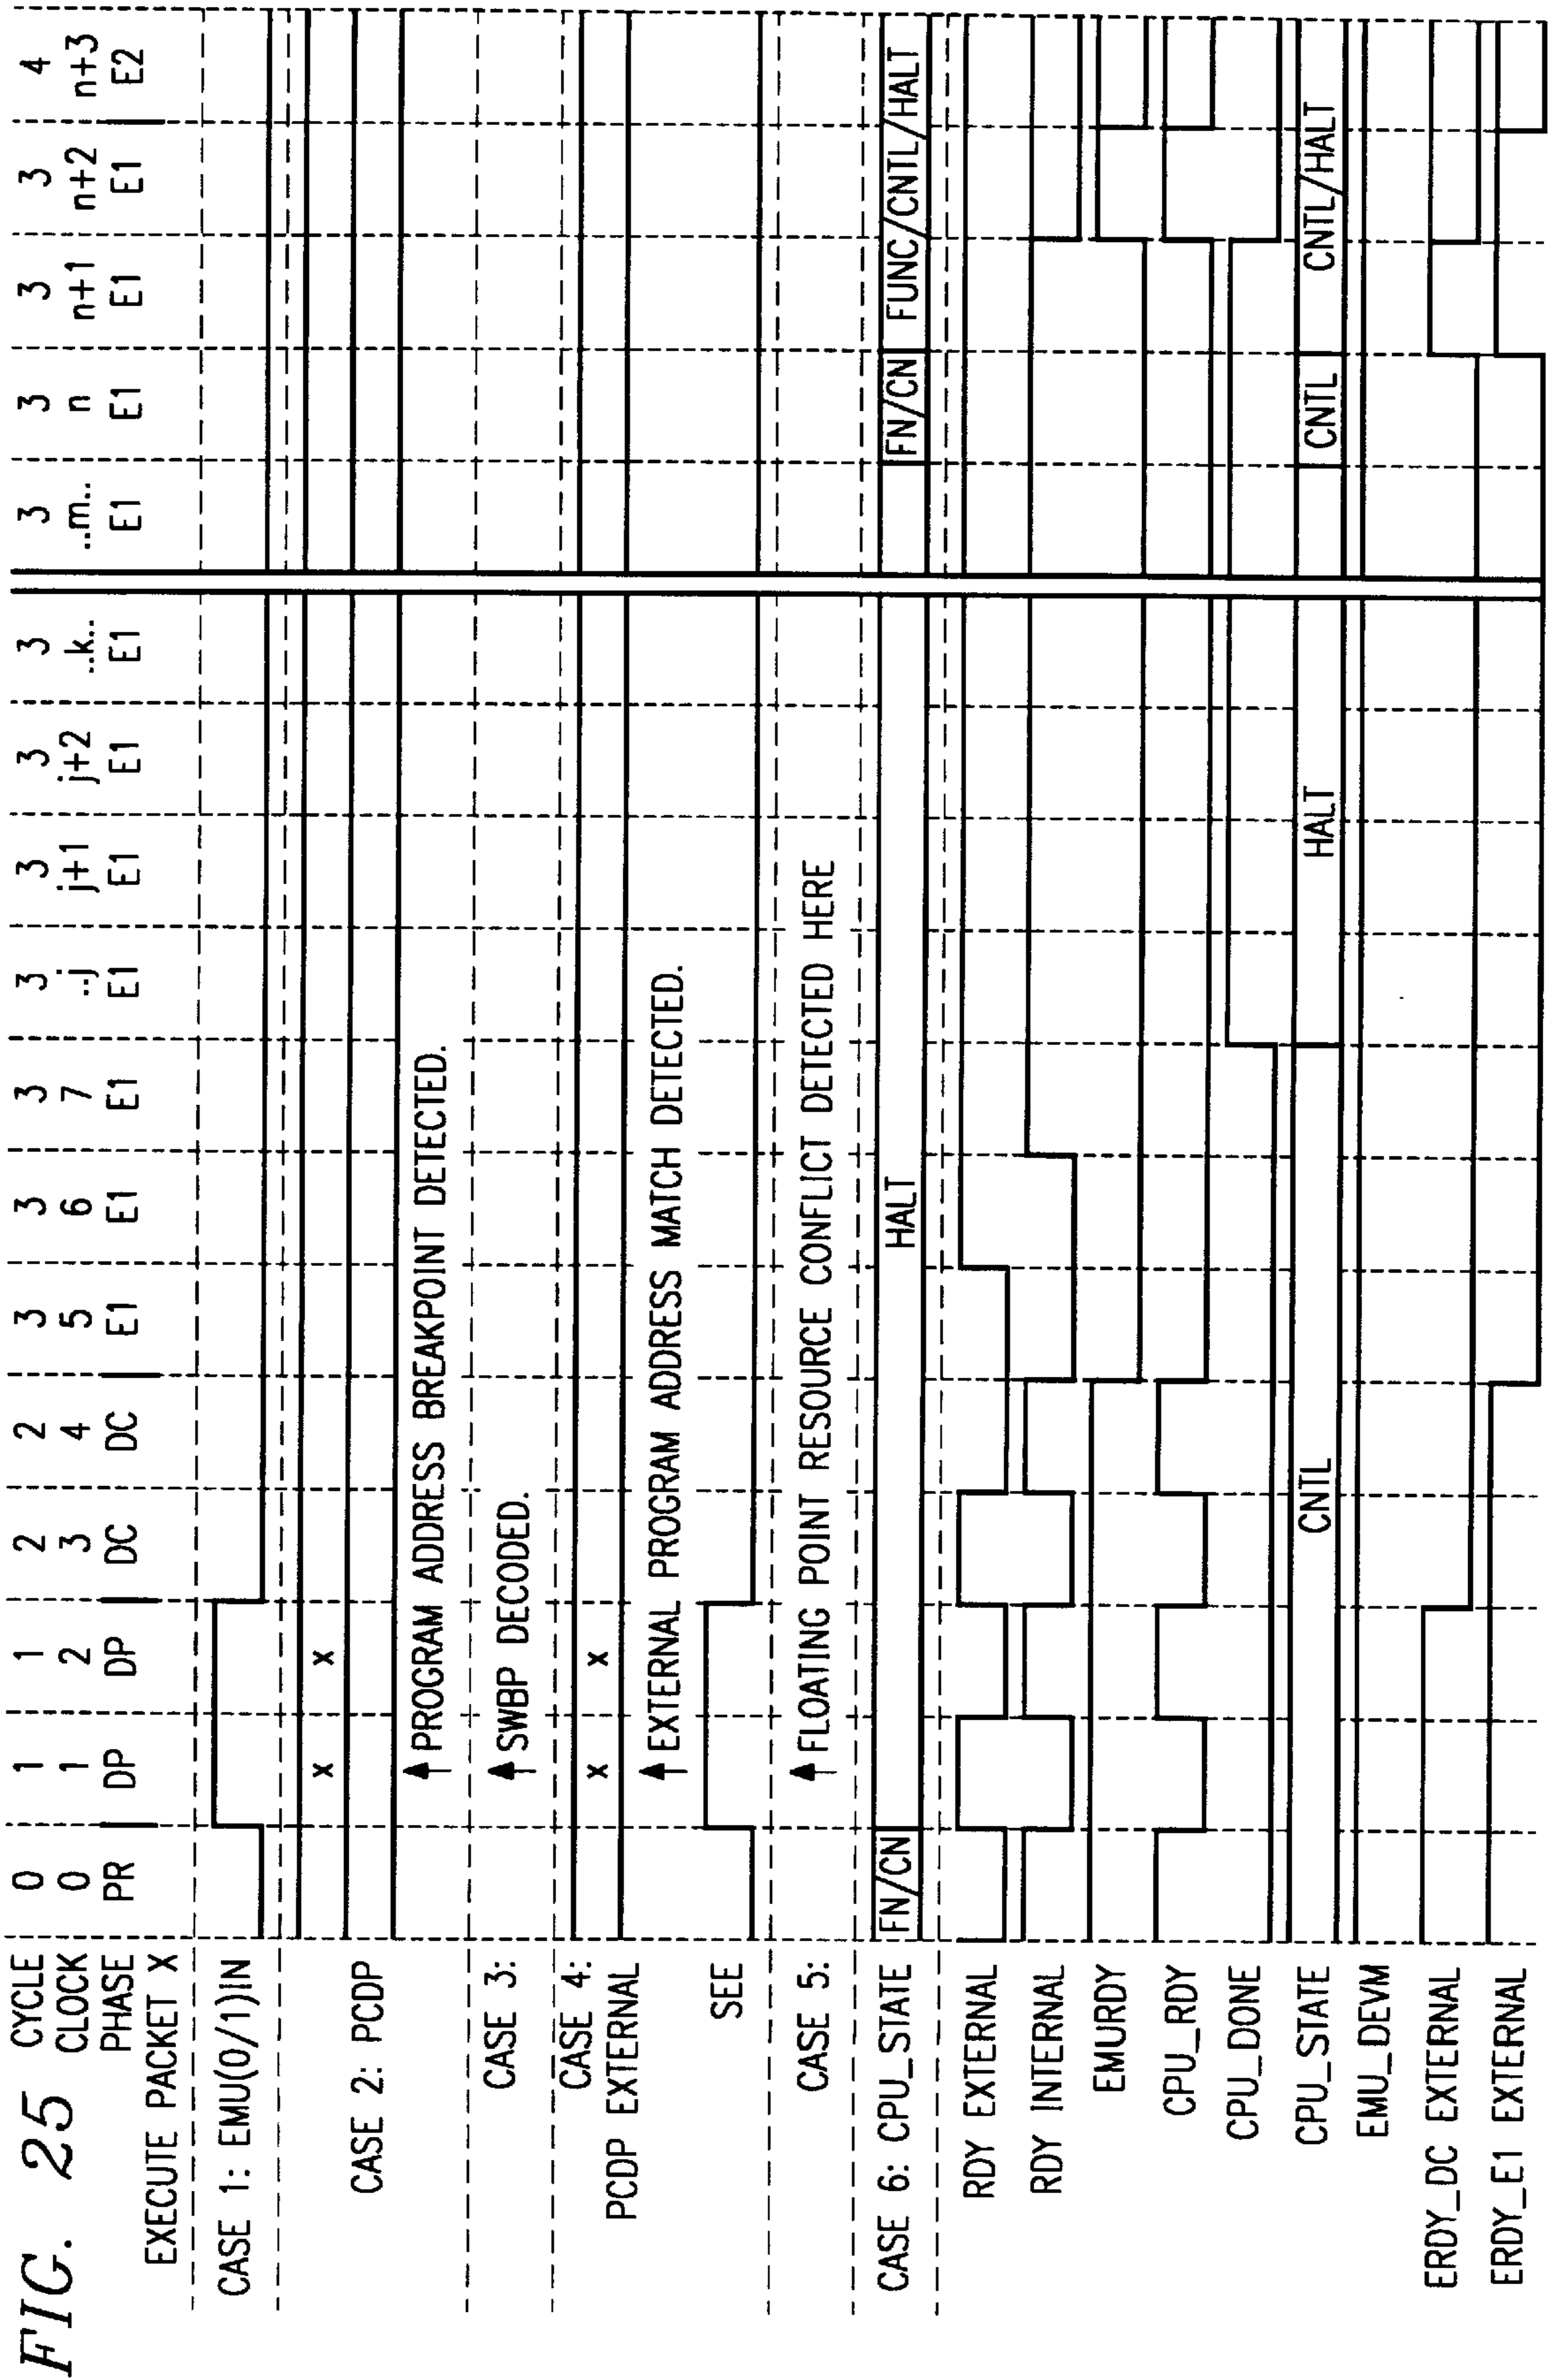 FIG. 25
CYCLE 0 1 1 2 2 3 3 3 3 3 3 3 3 3 3 3 4
CLOCK 0 1 2 3 4 5 6 7 ..j j+1 j+2 ..k.. ..m.. n n+1 n+2 n+3
PHASE PR DP DP DC DC E1 E1 E1 E1 E1 E1 E1 E1 E1 E1 E1 E2
EXECUTE PACKET X
CASE 1: EMU(0/1)IN
CASE 2: PCDP x x
PROGRAM ADDRESS BREAKPOINT DETECTED.
CASE 3: SWBP DECODED.
CASE 4:
PCDP EXTERNAL x x
EXTERNAL PROGRAM ADDRESS MATCH DETECTED.
SEE
CASE 5: FLOATING POINT RESOURCE CONFLICT DETECTED HERE
CASE 6: CPU_STATE FN/CN HALT FN/CN FUNC/CNTL/HALT
RDY EXTERNAL
RDY INTERNAL
EMURDY
CPU_RDY
CPU_DONE
CPU_STATE CNTL HALT CNTL CNTL/HALT
EMU_DEVM
ERDY_DC EXTERNAL
ERDY_E1 EXTERNAL